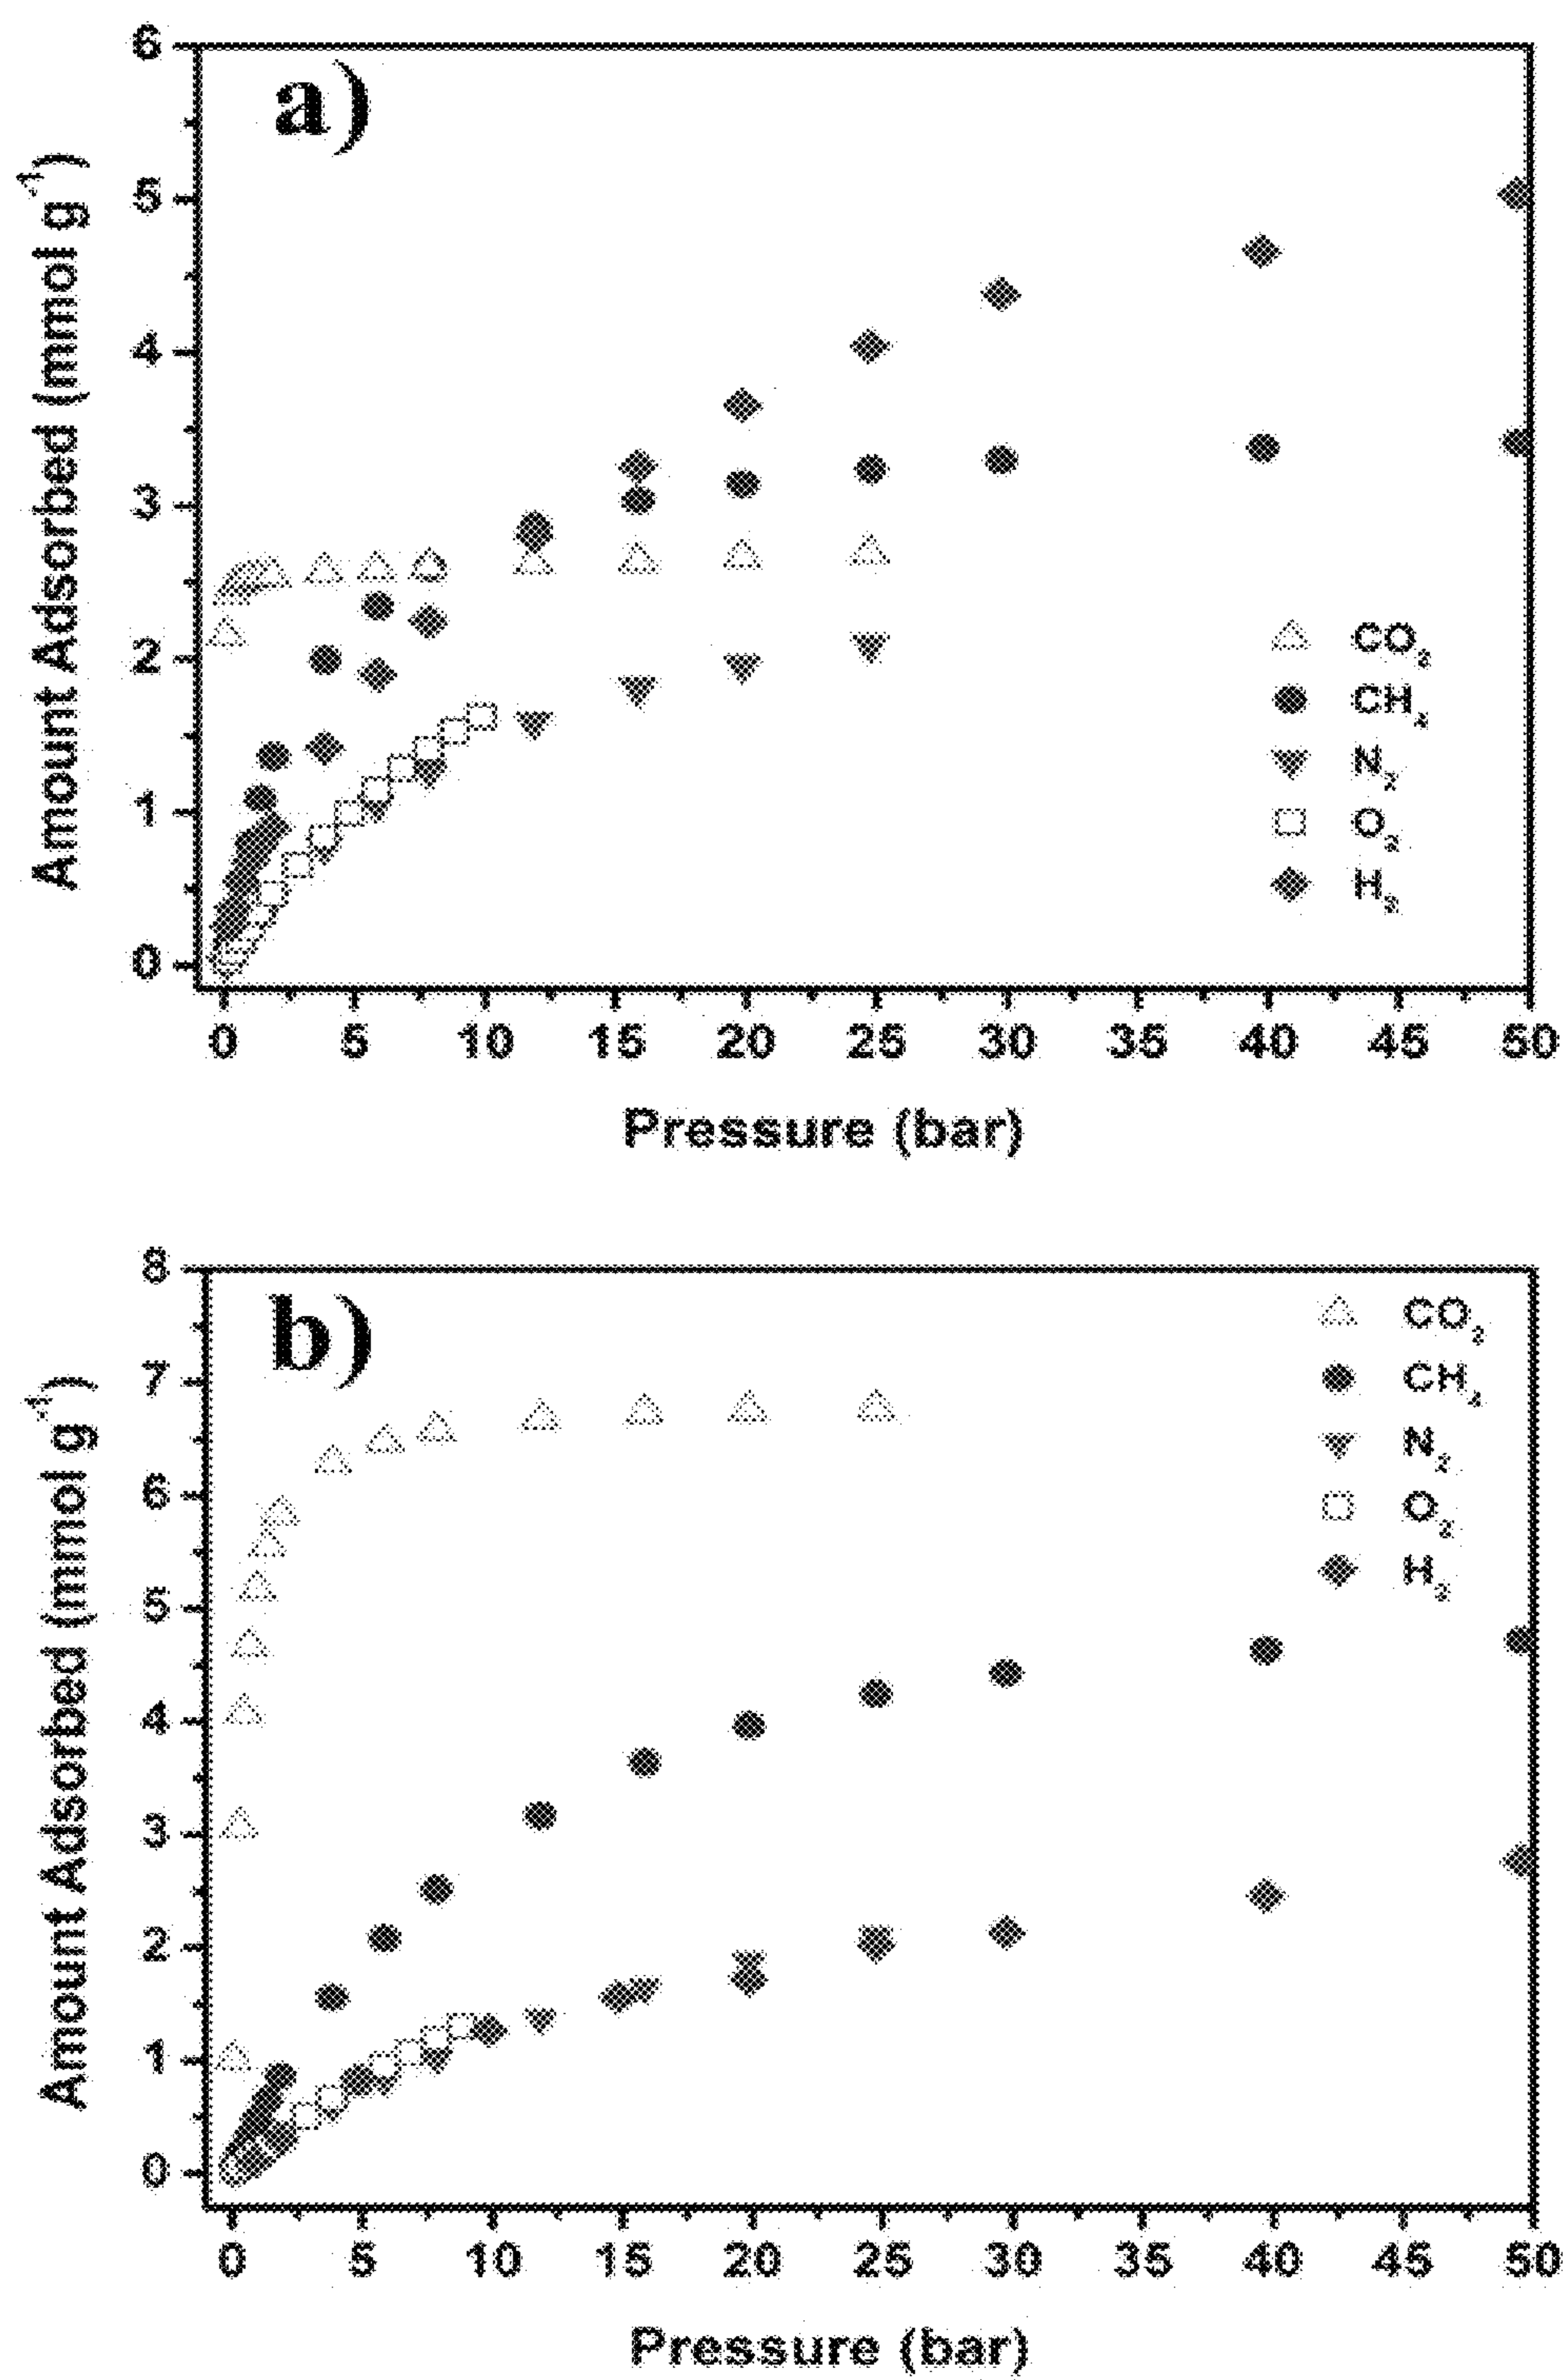 a)
Amount Adsorbed (mmol g⁻¹)
6
5
4
3
2
1
0
CO₂
CH₂
N₂
O₂
H₂
0 5 10 15 20 25 30 35 40 45 50
Pressure (bar)
b)
Amount Adsorbed (mmol g⁻¹)
8
7
6
5
4
3
2
1
0
CO₂
CH₄
N₂
O₂
H₂
0 5 10 15 20 25 30 35 40 45 50
Pressure (bar)